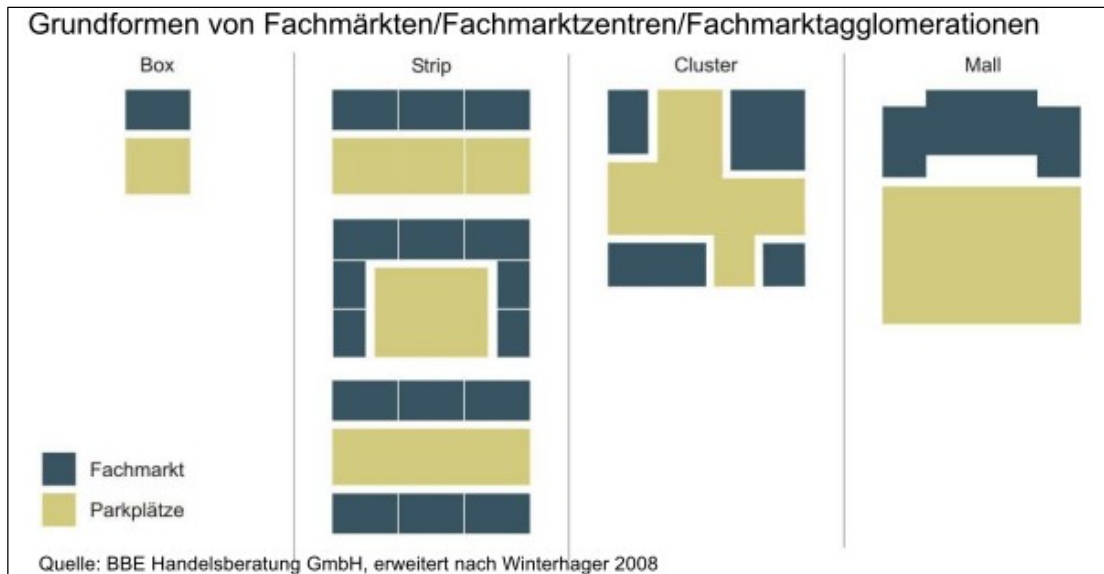 Grundformen von Fachmärkten/Fachmarktzentren/Fachmarktagglomerationen
Box
Strip
Cluster
Mall
Fachmarkt
Parkplätze
Quelle: BBE Handelsberatung GmbH, erweitert nach Winterhager 2008